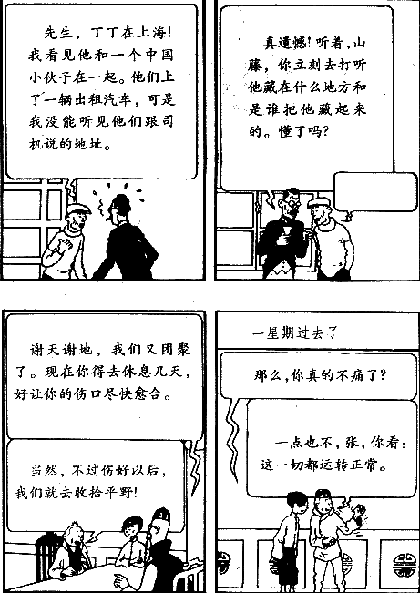 先生，丁丁在上海！
我看见他和一个中国
小伙子在一起。他们上
了一辆出租汽车，可是
我没能听见他们跟司
机说的地址。
真遗憾！听着，山
藤，你立刻去打听
他藏在什么地方和
是谁把他藏起来
的。懂了吗？
谢天谢地，我们又团聚
了。现在你得去休息几天，
好让你的伤口尽快愈合。
当然，不过伤好以后，
我们就去收拾平野！
一星期过去了
那么，你真的不痛了？
一点也不，张，你看：
这一切都运转正常。